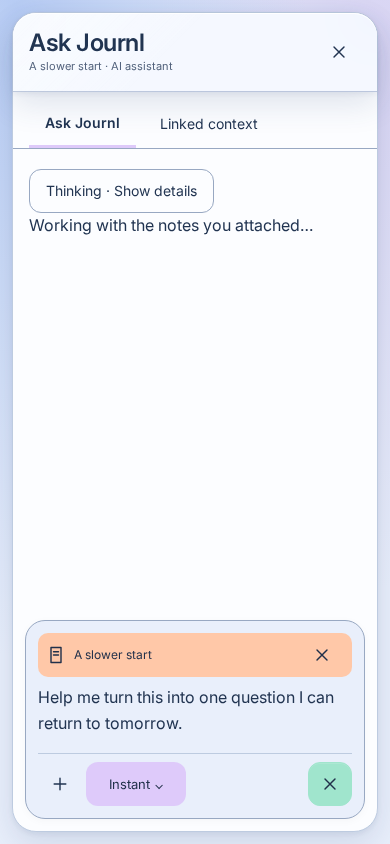 Ask Journl
A slower start · AI assistant
Ask Journl
Linked context
Thinking · Show details
Working with the notes you attached...
A slower start
Help me turn this into one question I can
return to tomorrow.
Instant